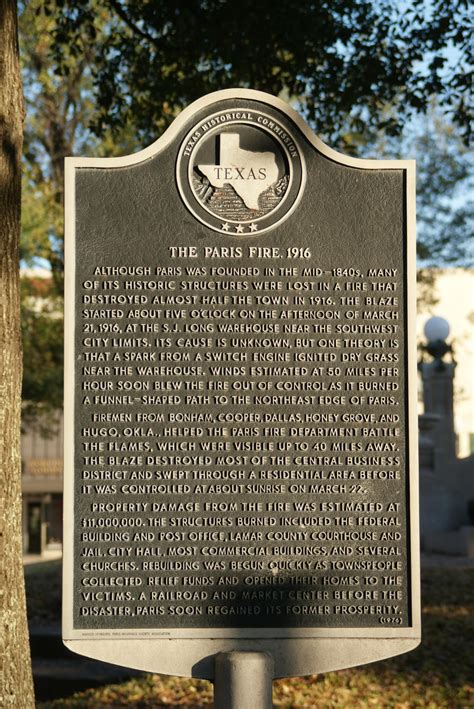 TEXAS HISTORICAL COMMISSION
TEXAS
THE PARIS FIRE, 1916
ALTHOUGH PARIS WAS FOUNDED IN THE MID-1840s, MANY
OF ITS HISTORIC STRUCTURES WERE LOST IN A FIRE THAT
DESTROYED ALMOST HALF THE TOWN IN 1916. THE BLAZE
STARTED ABOUT FIVE O'CLOCK ON THE AFTERNOON OF MARCH
21, 1916, AT THE S.J. LONG WAREHOUSE NEAR THE SOUTHWEST
CITY LIMITS. ITS CAUSE IS UNKNOWN, BUT ONE THEORY IS
THAT A SPARK FROM A SWITCH ENGINE IGNITED DRY GRASS
NEAR THE WAREHOUSE. WINDS ESTIMATED AT 50 MILES PER
HOUR SOON BLEW THE FIRE OUT OF CONTROL AS IT BURNED
A FUNNEL-SHAPED PATH TO THE NORTHEAST EDGE OF PARIS.
FIREMEN FROM BONHAM, COOPER, DALLAS, HONEY GROVE, AND
HUGO, OKLA., HELPED THE PARIS FIRE DEPARTMENT BATTLE
THE FLAMES, WHICH WERE VISIBLE UP TO 40 MILES AWAY.
THE BLAZE DESTROYED MOST OF THE CENTRAL BUSINESS
DISTRICT AND SWEPT THROUGH A RESIDENTIAL AREA BEFORE
IT WAS CONTROLLED AT ABOUT SUNRISE ON MARCH 22.
PROPERTY DAMAGE FROM THE FIRE WAS ESTIMATED AT
$11,000,000. THE STRUCTURES BURNED INCLUDED THE FEDERAL
BUILDING AND POST OFFICE, LAMAR COUNTY COURTHOUSE AND
JAIL, CITY HALL, MOST COMMERCIAL BUILDINGS, AND SEVERAL
CHURCHES. REBUILDING WAS BEGUN QUICKLY AS TOWNSPEOPLE
COLLECTED RELIEF FUNDS AND OPENED THEIR HOMES TO THE
VICTIMS. A RAILROAD AND MARKET CENTER BEFORE THE
DISASTER, PARIS SOON REGAINED ITS FORMER PROSPERITY.
(1976)